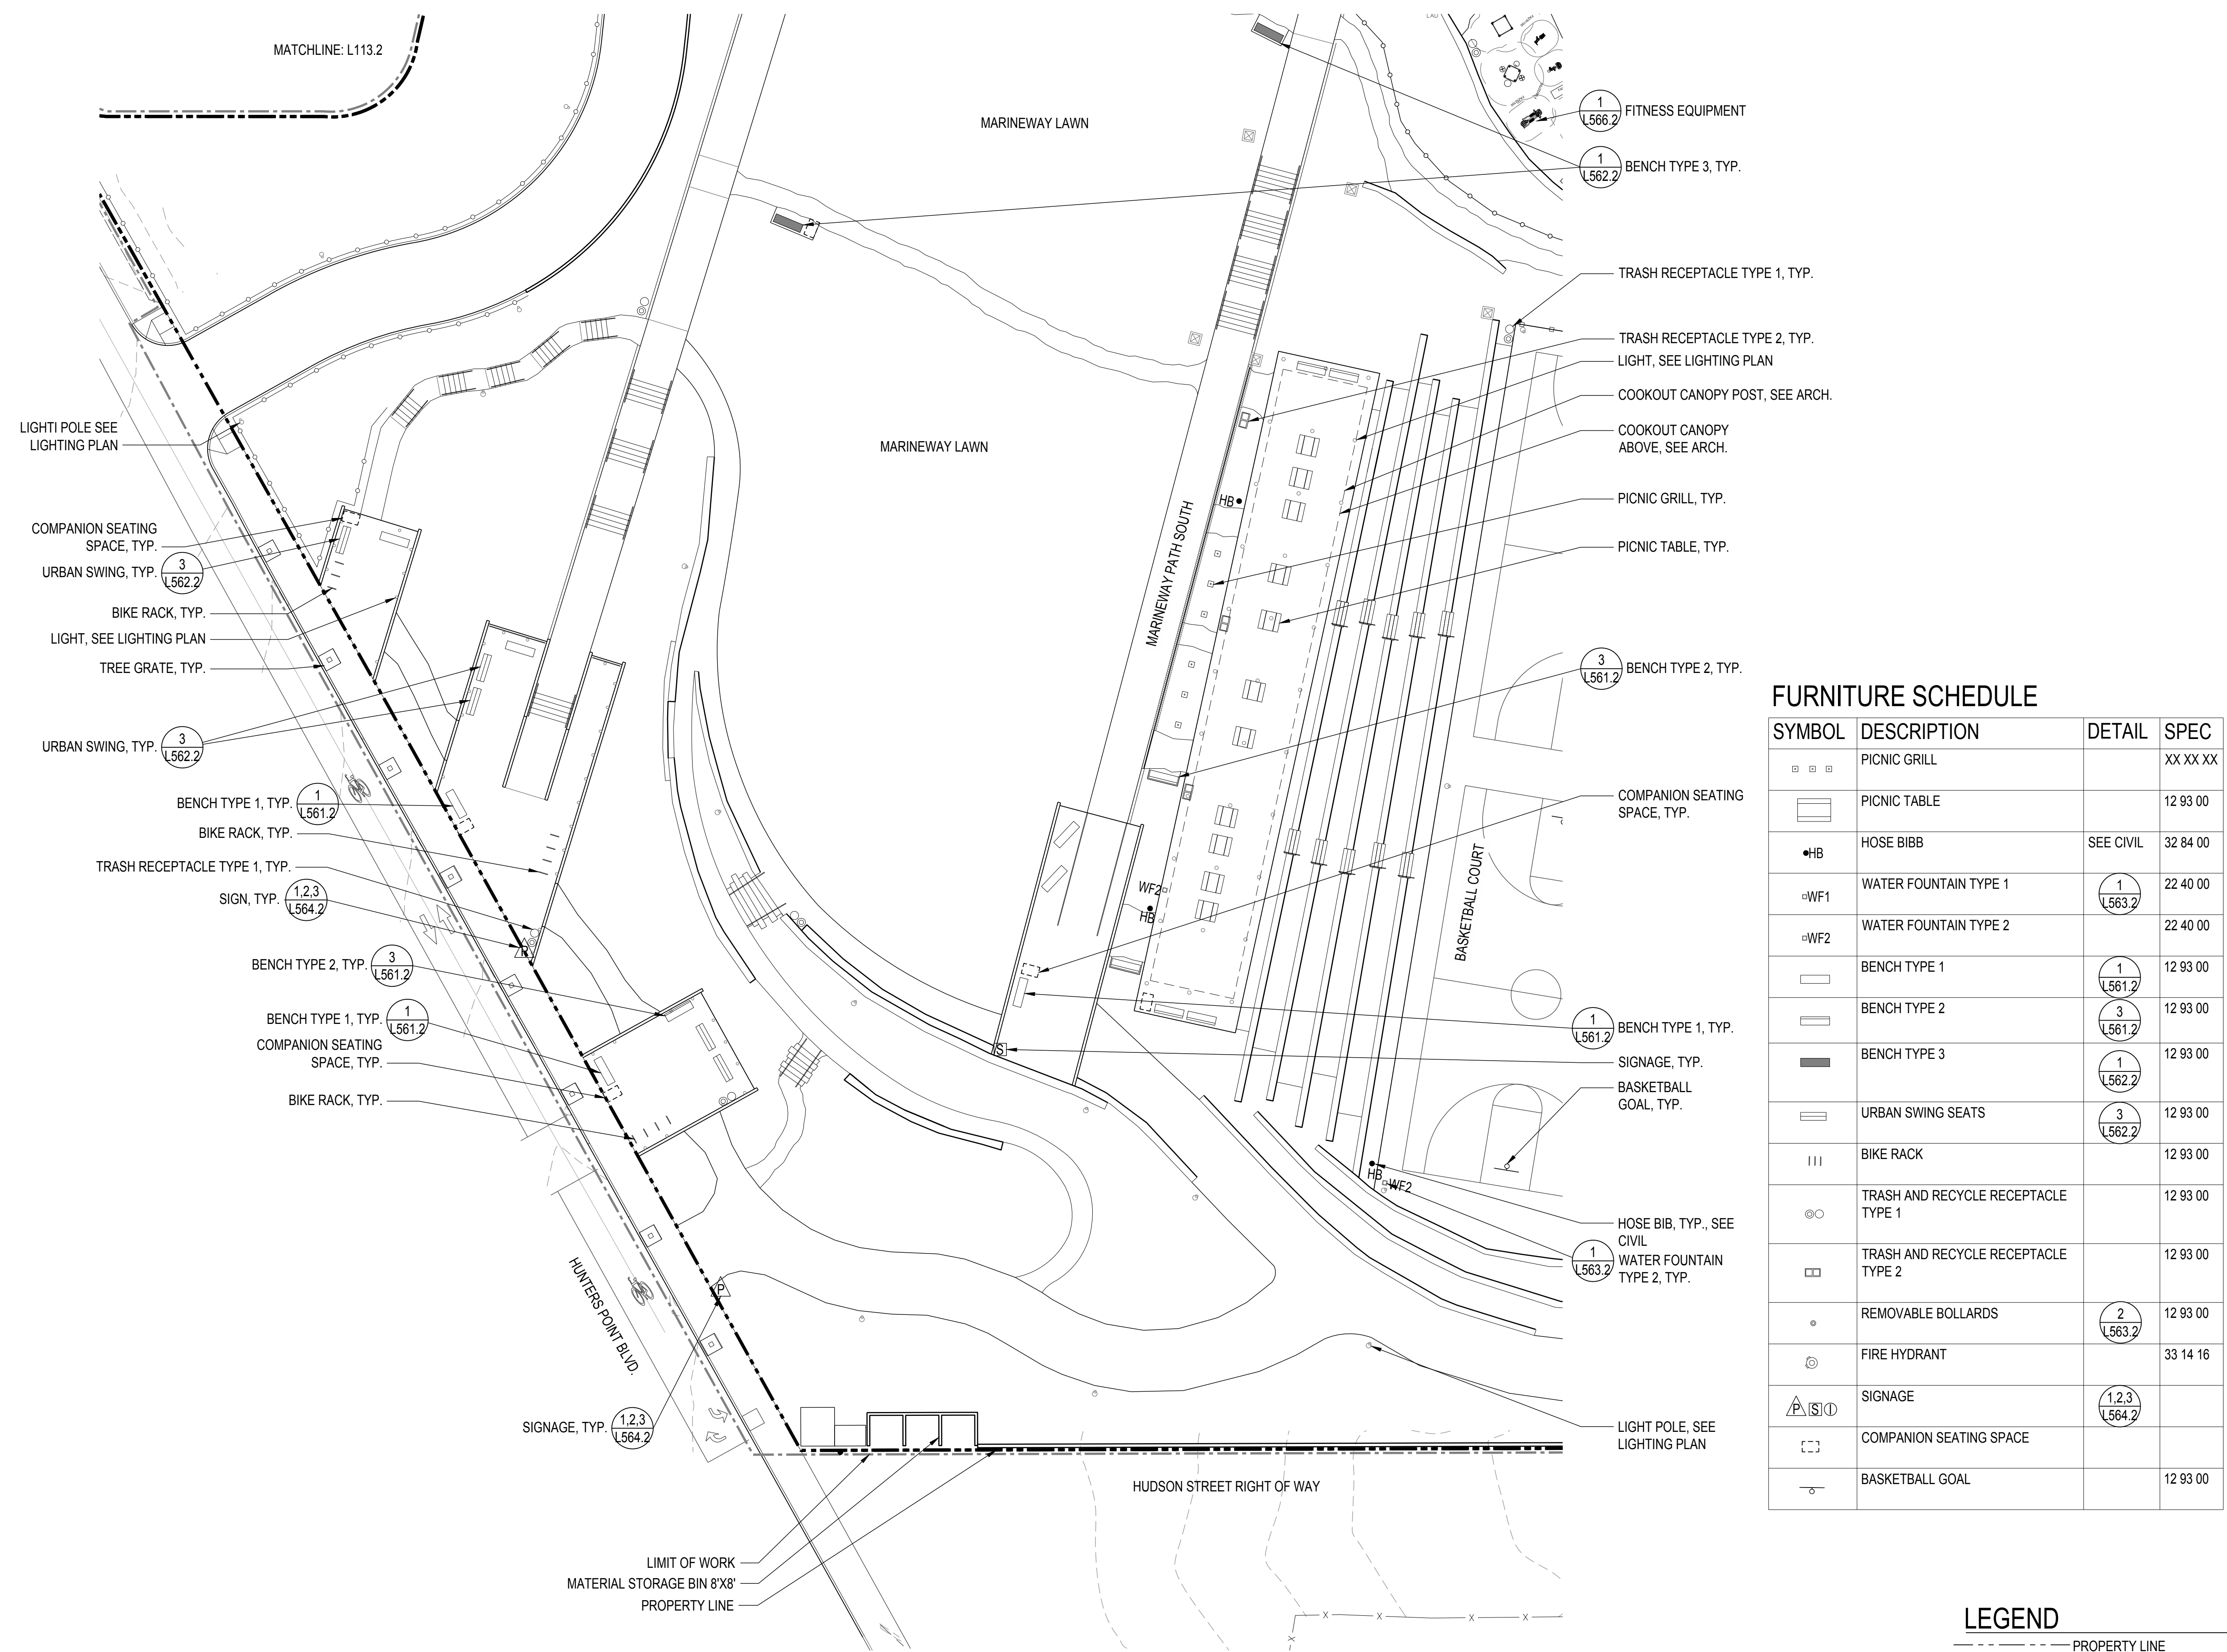 MATCHLINE: L113.2
MARINEWAY LAWN
MARINEWAY LAWN
MARINEWAY PATH SOUTH
BASKETBALL COURT
HUNTERS POINT BLVD.
HUDSON STREET RIGHT OF WAY
LIGHTI POLE SEE
LIGHTING PLAN
COMPANION SEATING
SPACE, TYP.
URBAN SWING, TYP. 3
L562.2
BIKE RACK, TYP.
LIGHT, SEE LIGHTING PLAN
TREE GRATE, TYP.
URBAN SWING, TYP. 3
L562.2
BENCH TYPE 1, TYP. 1
L561.2
BIKE RACK, TYP.
TRASH RECEPTACLE TYPE 1, TYP.
SIGN, TYP. 1,2,3
L564.2
BENCH TYPE 2, TYP. 3
L561.2
BENCH TYPE 1, TYP. 1
L561.2
COMPANION SEATING
SPACE, TYP.
BIKE RACK, TYP.
SIGNAGE, TYP. 1,2,3
L564.2
LIMIT OF WORK
MATERIAL STORAGE BIN 8'X8'
PROPERTY LINE
P
P
S
HB
WF2
HB
HB
WF2
1
L566.2 FITNESS EQUIPMENT
1
L562.2 BENCH TYPE 3, TYP.
TRASH RECEPTACLE TYPE 1, TYP.
TRASH RECEPTACLE TYPE 2, TYP.
LIGHT, SEE LIGHTING PLAN
COOKOUT CANOPY POST, SEE ARCH.
COOKOUT CANOPY
ABOVE, SEE ARCH.
PICNIC GRILL, TYP.
PICNIC TABLE, TYP.
3
L561.2 BENCH TYPE 2, TYP.
COMPANION SEATING
SPACE, TYP.
1
L561.2 BENCH TYPE 1, TYP.
SIGNAGE, TYP.
BASKETBALL
GOAL, TYP.
HOSE BIB, TYP., SEE
CIVIL
1
L563.2 WATER FOUNTAIN
TYPE 2, TYP.
LIGHT POLE, SEE
LIGHTING PLAN
FURNITURE SCHEDULE
SYMBOL DESCRIPTION DETAIL SPEC
PICNIC GRILL XX XX XX
PICNIC TABLE 12 93 00
HB HOSE BIBB SEE CIVIL 32 84 00
WF1 WATER FOUNTAIN TYPE 1 1 L563.2 22 40 00
WF2 WATER FOUNTAIN TYPE 2 22 40 00
BENCH TYPE 1 1 L561.2 12 93 00
BENCH TYPE 2 3 L561.2 12 93 00
BENCH TYPE 3 1 L562.2 12 93 00
URBAN SWING SEATS 3 L562.2 12 93 00
BIKE RACK 12 93 00
TRASH AND RECYCLE RECEPTACLE 12 93 00
TYPE 1
TRASH AND RECYCLE RECEPTACLE 12 93 00
TYPE 2
REMOVABLE BOLLARDS 2 L563.2 12 93 00
FIRE HYDRANT 33 14 16
P S I SIGNAGE 1,2,3 L564.2
COMPANION SEATING SPACE
BASKETBALL GOAL 12 93 00
LEGEND
PROPERTY LINE